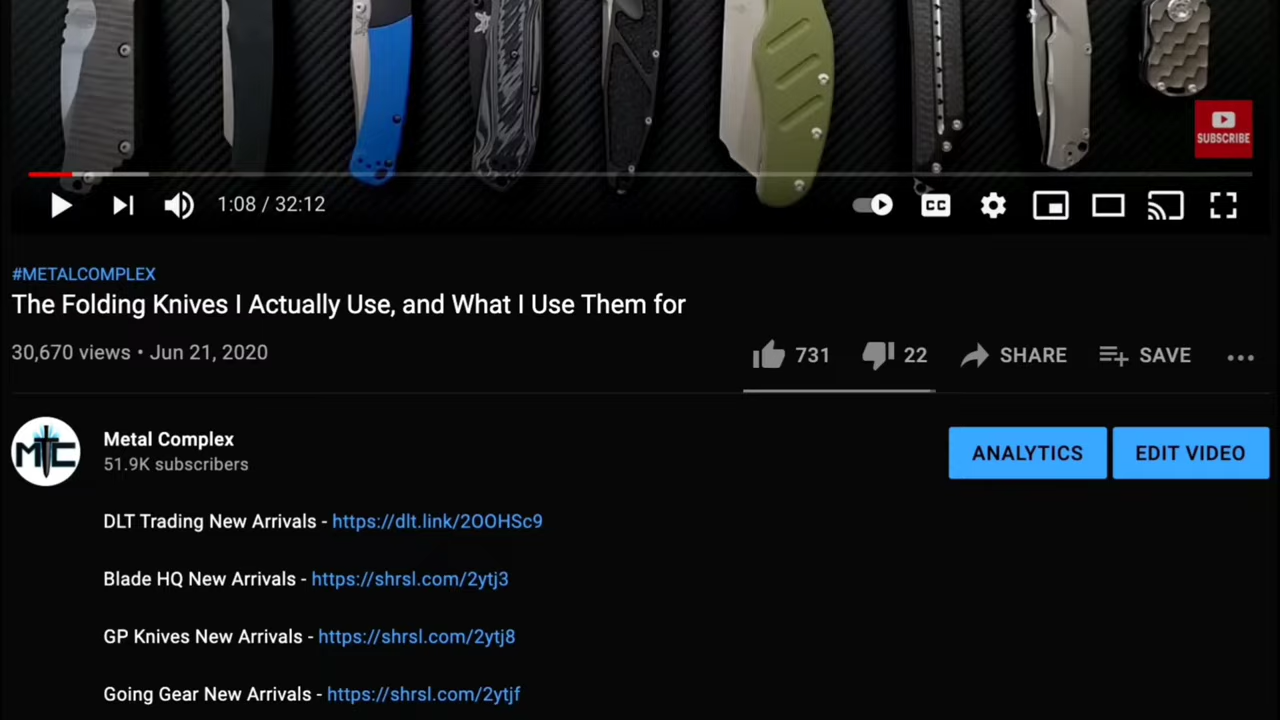 SUBSCRIBE
1:08 / 32:12
CC
#METALCOMPLEX
The Folding Knives I Actually Use, and What I Use Them for
30,670 views • Jun 21, 2020
731
22
SHARE
SAVE
MTC
Metal Complex
51.9K subscribers
ANALYTICS
EDIT VIDEO
DLT Trading New Arrivals - https://dlt.link/2OOHSc9
Blade HQ New Arrivals - https://shrsl.com/2ytj3
GP Knives New Arrivals - https://shrsl.com/2ytj8
Going Gear New Arrivals - https://shrsl.com/2ytjf